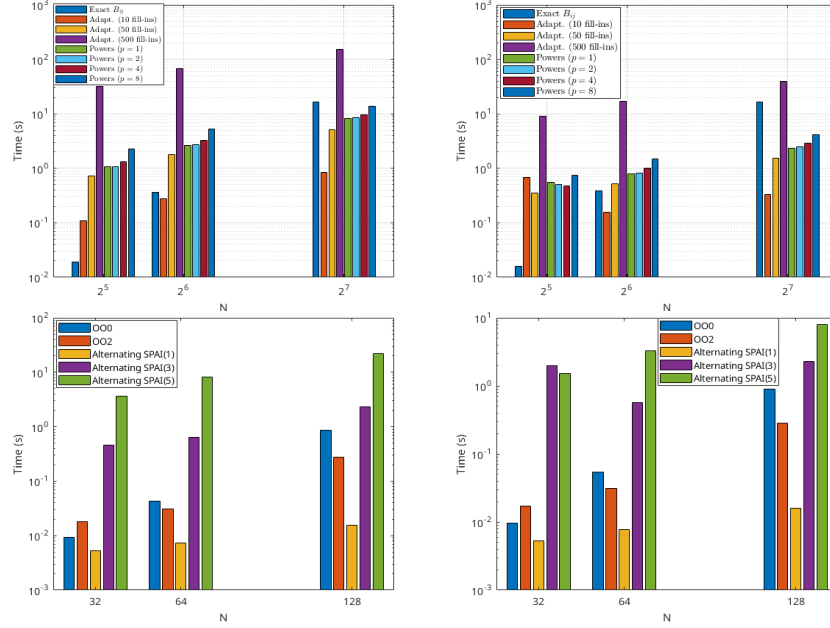 Exact B_{ij}
Adapt. (10 fill-ins)
Adapt. (50 fill-ins)
Adapt. (500 fill-ins)
Powers (p = 1)
Powers (p = 2)
Powers (p = 4)
Powers (p = 8)
10^3
10^2
10^1
10^0
10^{-1}
10^{-2}
Time (s)
2^5
2^6
2^7
N
Exact B_{ij}
Adapt. (10 fill-ins)
Adapt. (50 fill-ins)
Adapt. (500 fill-ins)
Powers (p = 1)
Powers (p = 2)
Powers (p = 4)
Powers (p = 8)
10^3
10^2
10^1
10^0
10^{-1}
10^{-2}
Time (s)
2^5
2^6
2^7
N
OO0
OO2
Alternating SPAI(1)
Alternating SPAI(3)
Alternating SPAI(5)
10^2
10^1
10^0
10^{-1}
10^{-2}
10^{-3}
Time (s)
32
64
128
N
OO0
OO2
Alternating SPAI(1)
Alternating SPAI(3)
Alternating SPAI(5)
10^1
10^0
10^{-1}
10^{-2}
10^{-3}
Time (s)
32
64
128
N